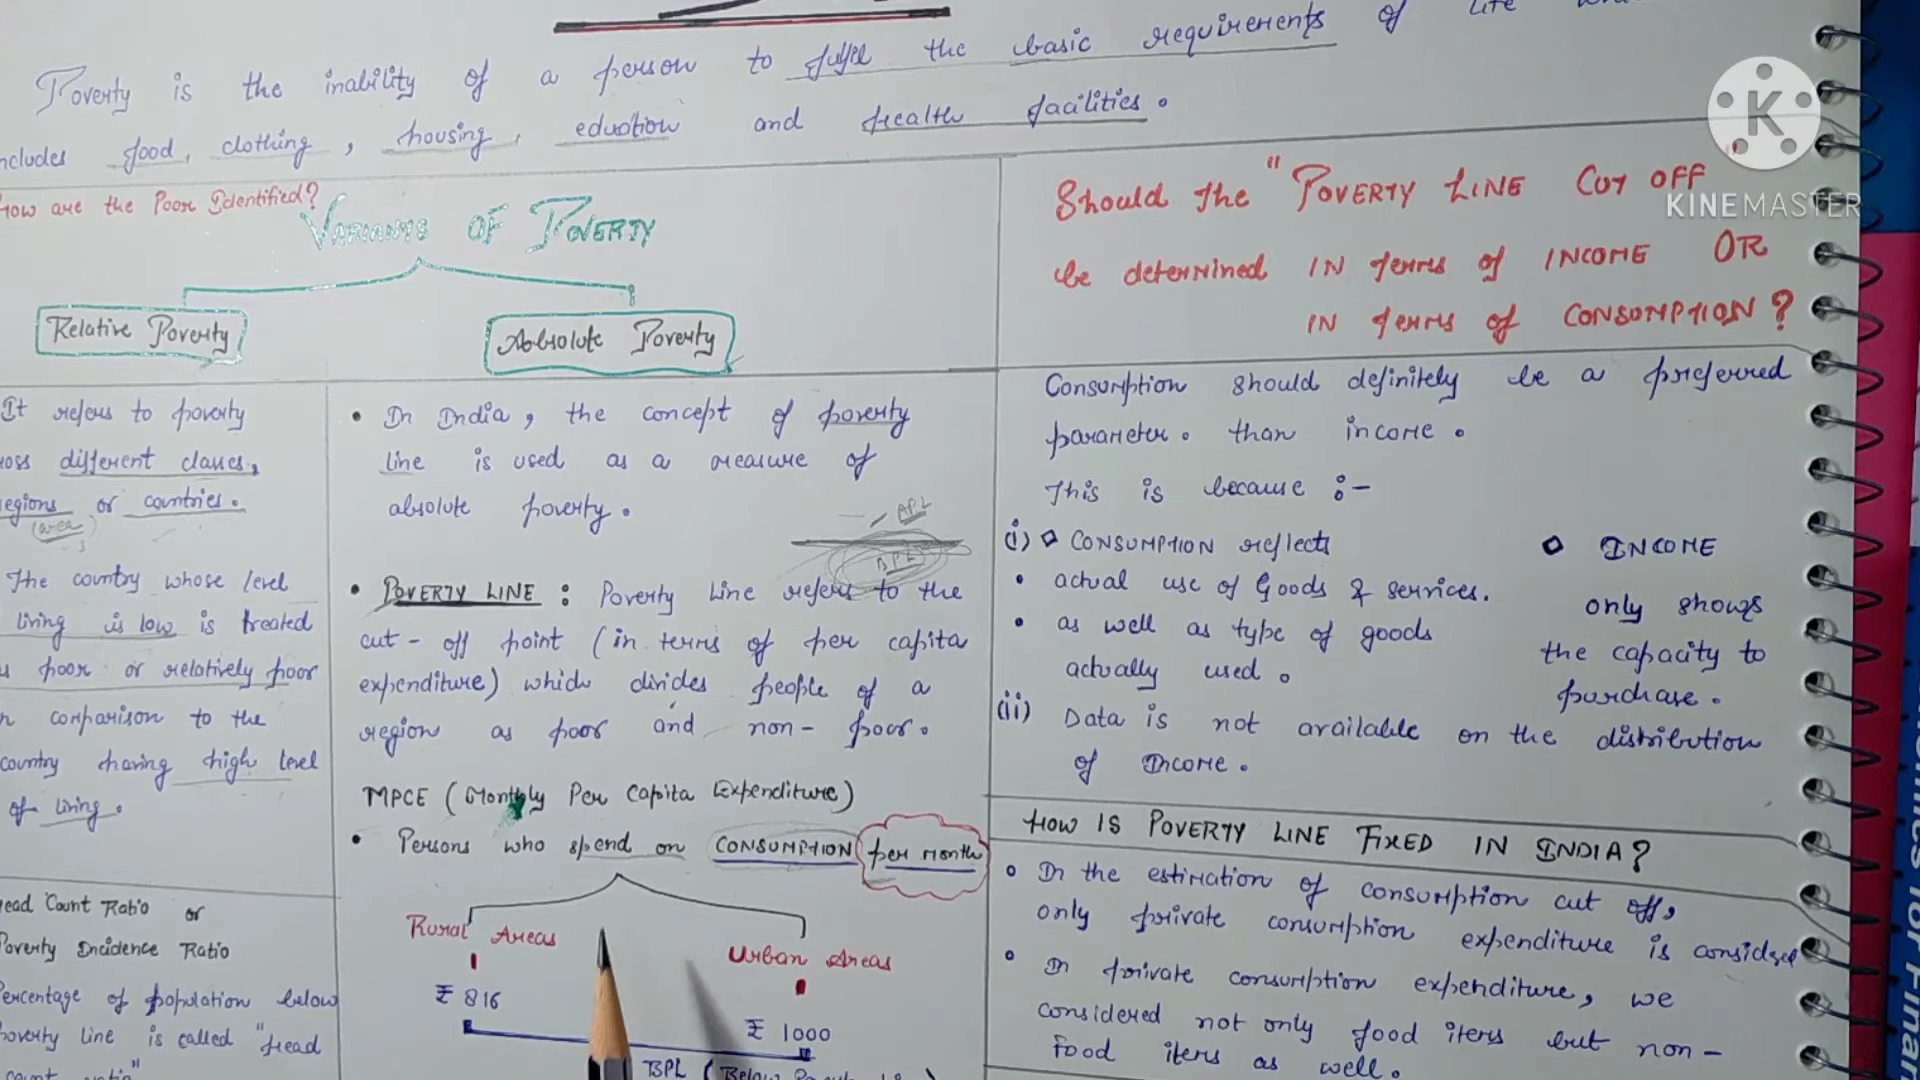 Poverty is the inability of a person to fulfil the basic requirements of life
food, clothing, housing, eduction and health facilities.
How are the Poor Identified?
VARIANTS OF POVERTY
Relative Poverty
Absolute Poverty
It refers to poverty
different classes,
regions or countries.
(area)
The country whose level
living is low is treated
poor or relatively poor
comparison to the
country having high level
of living.
Head Count Ratio or
Poverty Incidence Ratio
Percentage of population below
poverty line is called "Head
• In India, the concept of poverty
line is used as a measure of
absolute poverty.
APL
BPL
• POVERTY LINE : Poverty Line refers to the
cut-off point (in terms of per capita
expenditure) which divides people of a
region as poor and non-poor.
MPCE (Monthly Per Capita Expenditure)
• Persons who spend on CONSUMPTION per month
Rural Areas
Urban Areas
₹ 816
₹ 1000
BPL (Below
Should the "POVERTY LINE CUT OFF"
be determined IN terms of INCOME OR
IN terms of CONSUMPTION?
Consumption should definitely be a preferred
parameter. than income.
This is because :-
(i) CONSUMPTION reflects
• actual use of Goods & services.
• as well as type of goods
actually used.
INCOME
only shows
the capacity to
purchase.
(ii) Data is not available on the distribution
of Income.
HOW IS POVERTY LINE FIXED IN INDIA?
In the estimation of consumption cut off,
only private consumption expenditure is considered
In private consumption expenditure, we
considered not only food items but non-
food items as well.
K
KINEMASTER